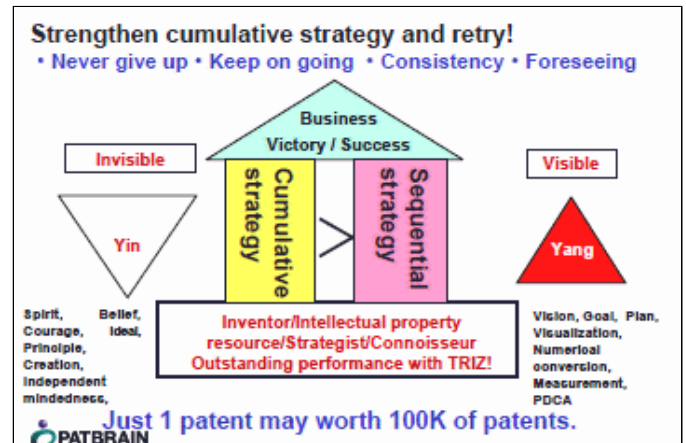 Strengthen cumulative strategy and retry!
• Never give up • Keep on going • Consistency • Foreseeing
Business
Victory / Success
Invisible
Visible
Yin
Cumulative
strategy
>
Sequential
strategy
Yang
Spirit, Belief,
Courage, Ideal,
Principle,
Creation,
Independent
mindedness,
Inventor/Intellectual property
resource/Strategist/Connoisseur
Outstanding performance with TRIZ!
Vision, Goal, Plan,
Visualization,
Numerical
conversion,
Measurement,
PDCA
Just 1 patent may worth 100K of patents.
PATBRAIN